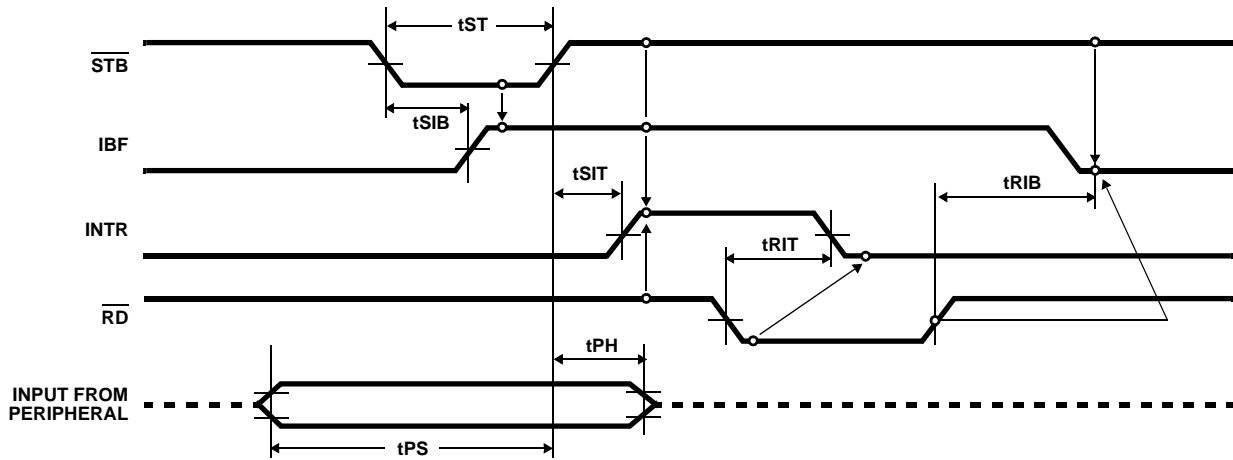 tST
STB
tSIB
IBF
tSIT
tRIB
INTR
tRIT
RD
tPH
INPUT FROM
PERIPHERAL
tPS